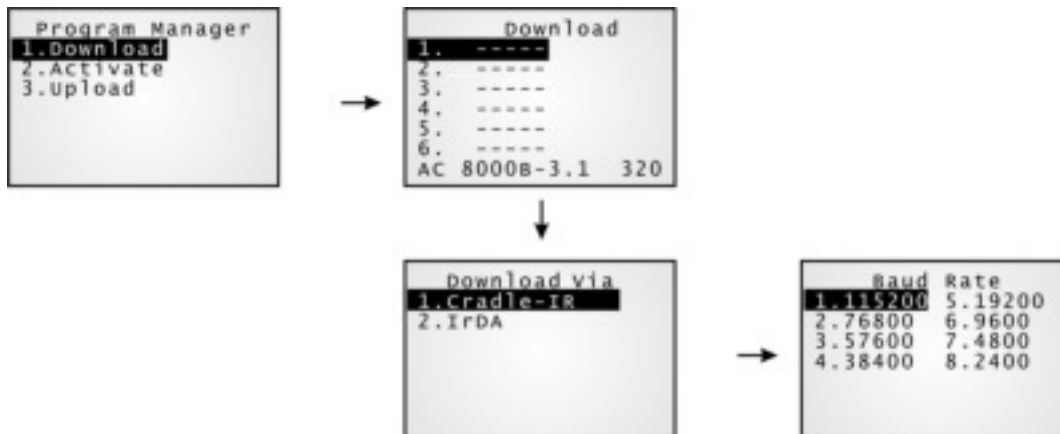 Program Manager
1.Download
2.Activate
3.Upload
Download
1. -----
2. -----
3. -----
4. -----
5. -----
6. -----
AC 8000B-3.1 320
Download Via
1.Cradle-IR
2.IrDA
Baud Rate
1.115200 5.19200
2.76800 6.9600
3.57600 7.4800
4.38400 8.2400